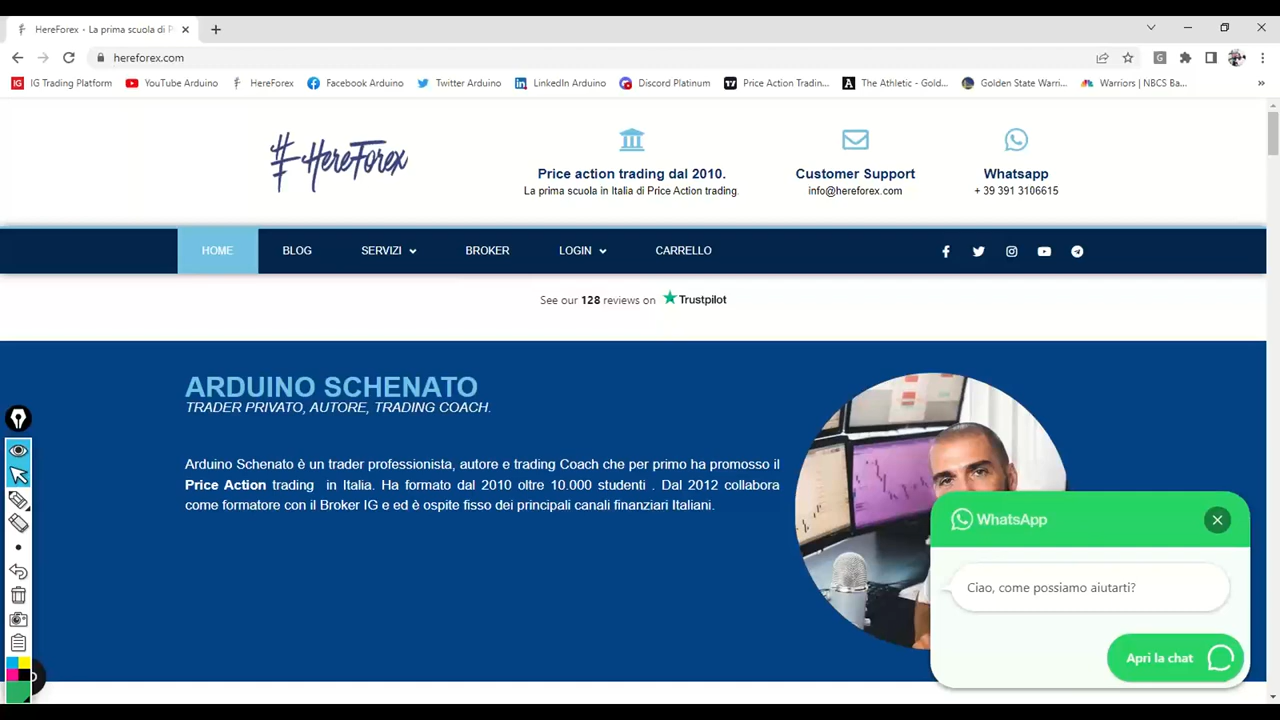 HereForex - La prima scuola di P
hereforex.com
IG Trading Platform
YouTube Arduino
HereForex
Facebook Arduino
Twitter Arduino
LinkedIn Arduino
Discord Platinum
Price Action Tradin...
The Athletic - Gold...
Golden State Warri...
Warriors | NBCS Ba...
#HereForex
Price action trading dal 2010.
La prima scuola in Italia di Price Action trading.
Customer Support
info@hereforex.com
Whatsapp
+ 39 391 3106615
HOME
BLOG
SERVIZI
BROKER
LOGIN
CARRELLO
See our 128 reviews on Trustpilot
ARDUINO SCHENATO
TRADER PRIVATO, AUTORE, TRADING COACH.
Arduino Schenato è un trader professionista, autore e trading Coach che per primo ha promosso il
Price Action trading in Italia. Ha formato dal 2010 oltre 10.000 studenti . Dal 2012 collabora
come formatore con il Broker IG e ed è ospite fisso dei principali canali finanziari Italiani.
WhatsApp
Ciao, come possiamo aiutarti?
Apri la chat